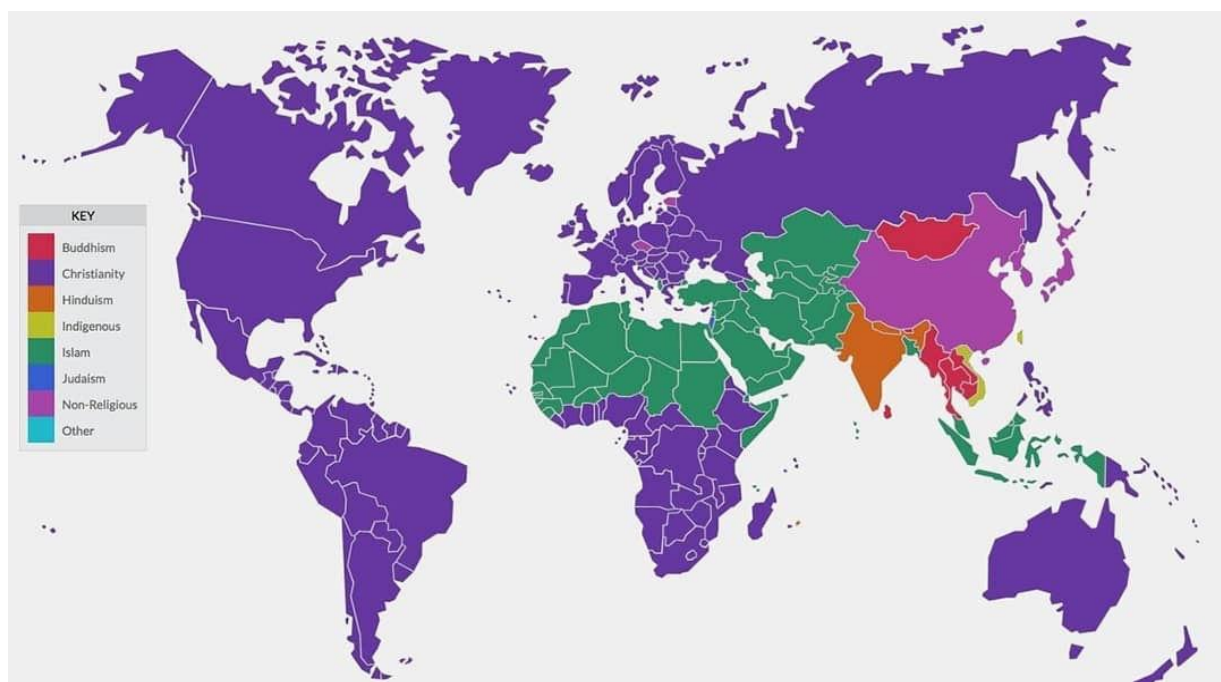 KEY
Buddhism
Christianity
Hinduism
Indigenous
Islam
Judaism
Non-Religious
Other